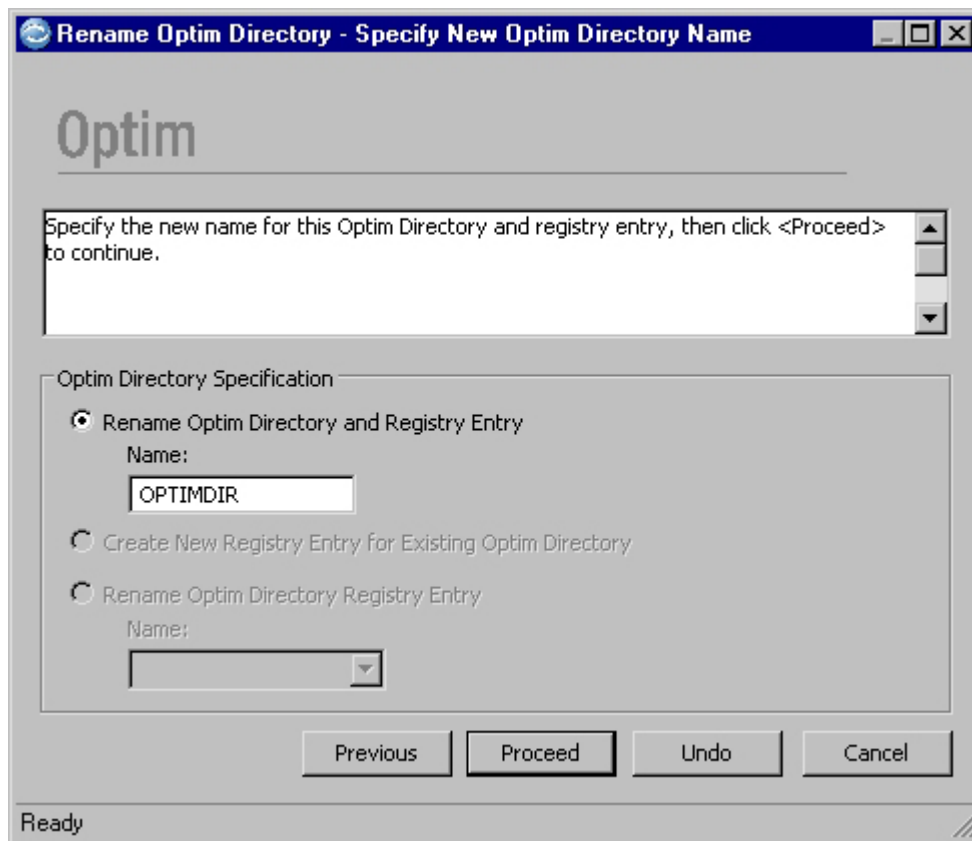 Rename Optim Directory - Specify New Optim Directory Name
Optim
Specify the new name for this Optim Directory and registry entry, then click <Proceed>
to continue.
Optim Directory Specification
Rename Optim Directory and Registry Entry
Name:
OPTIMDIR
Create New Registry Entry for Existing Optim Directory
Rename Optim Directory Registry Entry
Name:
Previous Proceed Undo Cancel
Ready